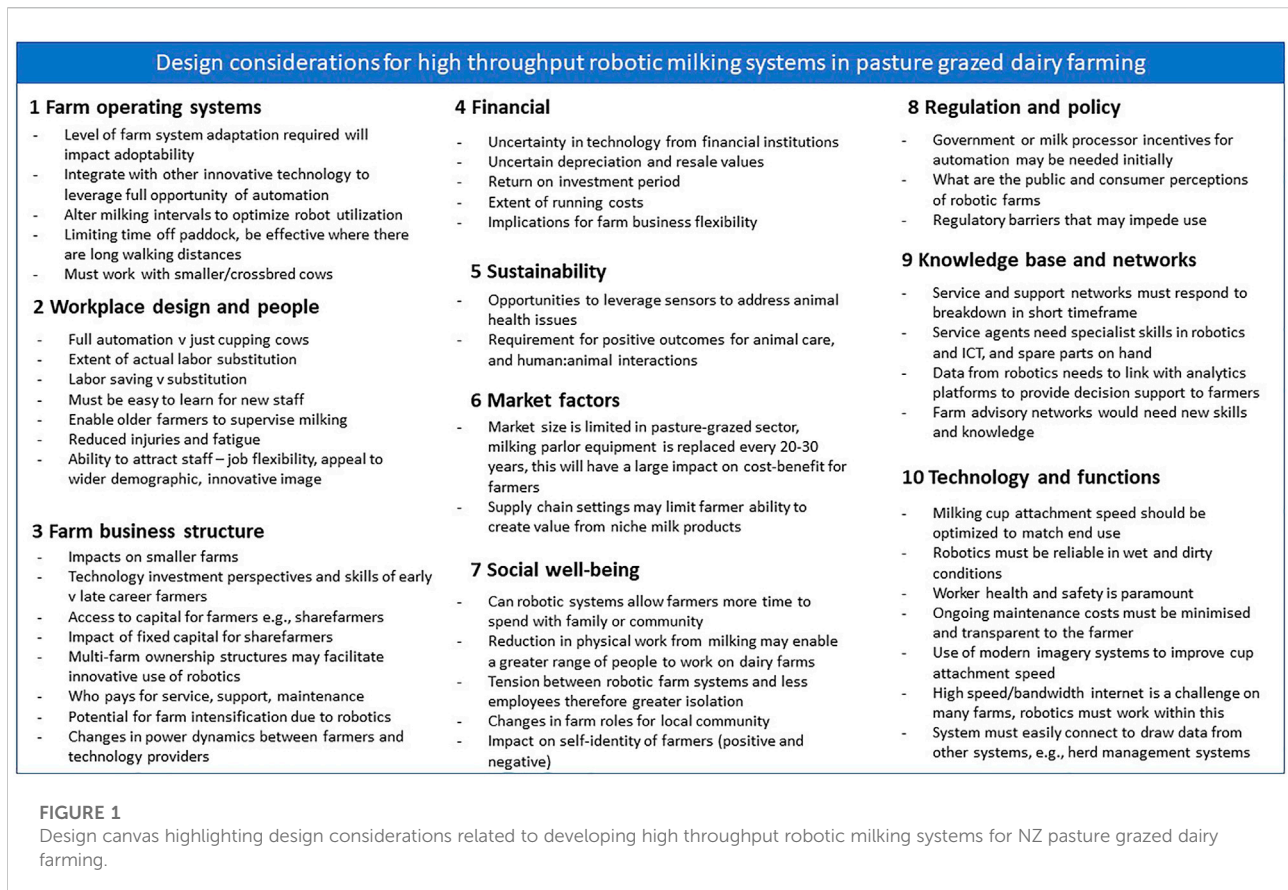 Design considerations for high throughput robotic milking systems in pasture grazed dairy farming
1 Farm operating systems
- Level of farm system adaptation required will
impact adoptability
- Integrate with other innovative technology to
leverage full opportunity of automation
- Alter milking intervals to optimize robot utilization
- Limiting time off paddock, be effective where there
are long walking distances
- Must work with smaller/crossbred cows
2 Workplace design and people
- Full automation v just cupping cows
- Extent of actual labor substitution
- Labor saving v substitution
- Must be easy to learn for new staff
- Enable older farmers to supervise milking
- Reduced injuries and fatigue
- Ability to attract staff – job flexibility, appeal to
wider demographic, innovative image
3 Farm business structure
- Impacts on smaller farms
- Technology investment perspectives and skills of early
v late career farmers
- Access to capital for farmers e.g., sharefarmers
- Impact of fixed capital for sharefarmers
- Multi-farm ownership structures may facilitate
innovative use of robotics
- Who pays for service, support, maintenance
- Potential for farm intensification due to robotics
- Changes in power dynamics between farmers and
technology providers
4 Financial
- Uncertainty in technology from financial institutions
- Uncertain depreciation and resale values
- Return on investment period
- Extent of running costs
- Implications for farm business flexibility
5 Sustainability
- Opportunities to leverage sensors to address animal
health issues
- Requirement for positive outcomes for animal care,
and human:animal interactions
6 Market factors
- Market size is limited in pasture-grazed sector,
milking parlor equipment is replaced every 20-30
years, this will have a large impact on cost-benefit for
farmers
- Supply chain settings may limit farmer ability to
create value from niche milk products
7 Social well-being
- Can robotic systems allow farmers more time to
spend with family or community
- Reduction in physical work from milking may enable
a greater range of people to work on dairy farms
- Tension between robotic farm systems and less
employees therefore greater isolation
- Changes in farm roles for local community
- Impact on self-identity of farmers (positive and
negative)
8 Regulation and policy
- Government or milk processor incentives for
automation may be needed initially
- What are the public and consumer perceptions
of robotic farms
- Regulatory barriers that may impede use
9 Knowledge base and networks
- Service and support networks must respond to
breakdown in short timeframe
- Service agents need specialist skills in robotics
and ICT, and spare parts on hand
- Data from robotics needs to link with analytics
platforms to provide decision support to farmers
- Farm advisory networks would need new skills
and knowledge
10 Technology and functions
- Milking cup attachment speed should be
optimized to match end use
- Robotics must be reliable in wet and dirty
conditions
- Worker health and safety is paramount
- Ongoing maintenance costs must be minimised
and transparent to the farmer
- Use of modern imagery systems to improve cup
attachment speed
- High speed/bandwidth internet is a challenge on
many farms, robotics must work within this
- System must easily connect to draw data from
other systems, e.g., herd management systems
FIGURE 1
Design canvas highlighting design considerations related to developing high throughput robotic milking systems for NZ pasture grazed dairy
farming.